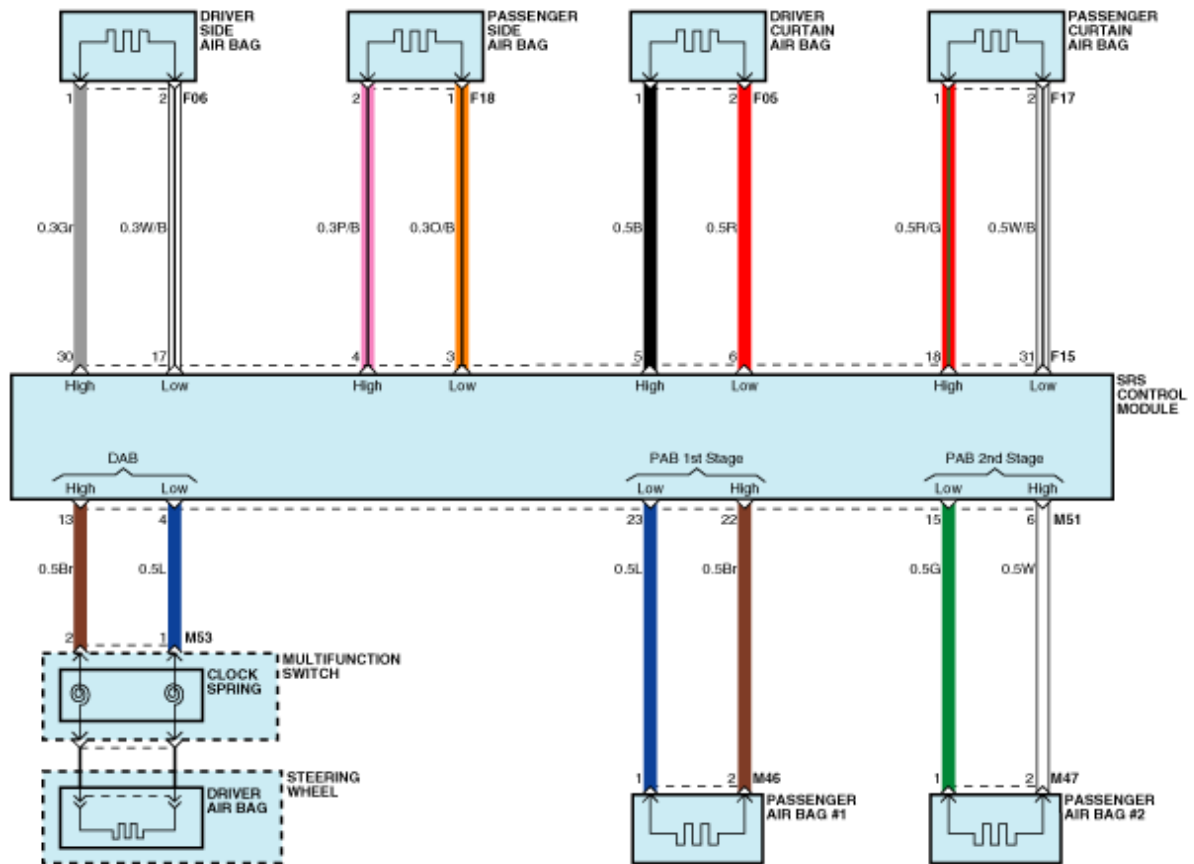 DRIVER
SIDE
AIR BAG
PASSENGER
SIDE
AIR BAG
DRIVER
CURTAIN
AIR BAG
PASSENGER
CURTAIN
AIR BAG
1 2 F06 2 1 F18 1 2 F05 1 2 F17
0.3Gr 0.3W/B 0.3P/B 0.3O/B 0.5B 0.5R 0.5R/G 0.5W/B
30 17 4 3 5 6 18 31 F15
High Low High Low High Low High Low
SRS
CONTROL
MODULE
DAB PAB 1st Stage PAB 2nd Stage
High Low Low High Low High
13 4 23 22 15 6 M51
0.5Br 0.5L 0.5L 0.5Br 0.5G 0.5W
2 1 M53
MULTIFUNCTION
SWITCH
CLOCK
SPRING
STEERING
WHEEL
DRIVER
AIR BAG
1 2 M46 1 2 M47
PASSENGER
AIR BAG #1
PASSENGER
AIR BAG #2